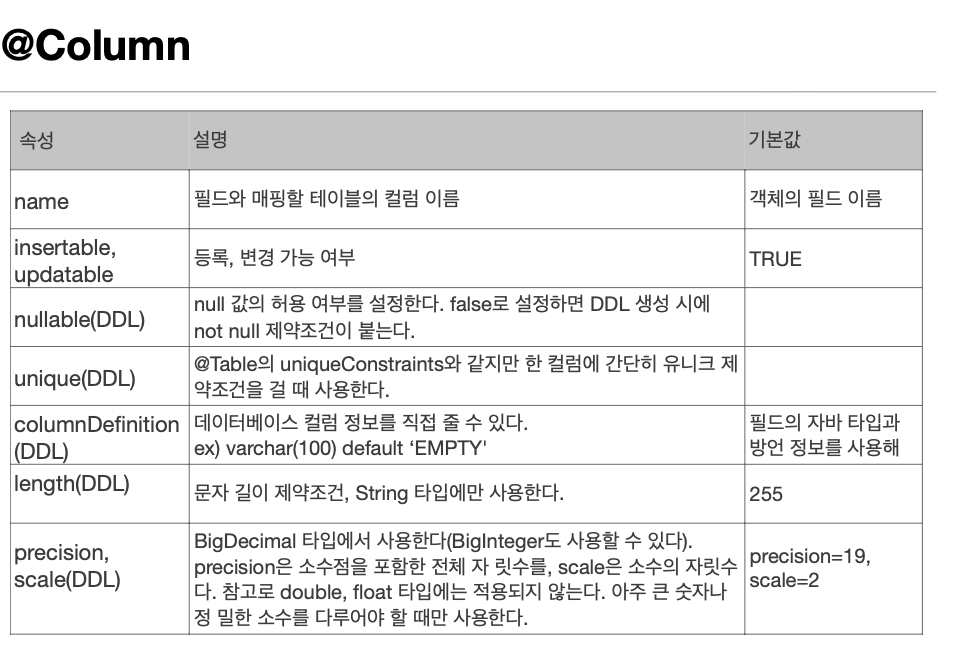 @Column
속성 설명 기본값
name 필드와 매핑할 테이블의 컬럼 이름 객체의 필드 이름
insertable,
updatable 등록, 변경 가능 여부 TRUE
nullable(DDL) null 값의 허용 여부를 설정한다. false로 설정하면 DDL 생성 시에
not null 제약조건이 붙는다.
unique(DDL) @Table의 uniqueConstraints와 같지만 한 컬럼에 간단히 유니크 제
약조건을 걸 때 사용한다.
columnDefinition
(DDL) 데이터베이스 컬럼 정보를 직접 줄 수 있다.
ex) varchar(100) default ‘EMPTY' 필드의 자바 타입과
방언 정보를 사용해
length(DDL) 문자 길이 제약조건, String 타입에만 사용한다. 255
precision,
scale(DDL) BigDecimal 타입에서 사용한다(BigInteger도 사용할 수 있다).
precision은 소수점을 포함한 전체 자 릿수를, scale은 소수의 자릿수
다. 참고로 double, float 타입에는 적용되지 않는다. 아주 큰 숫자나
정 밀한 소수를 다루어야 할 때만 사용한다. precision=19,
scale=2